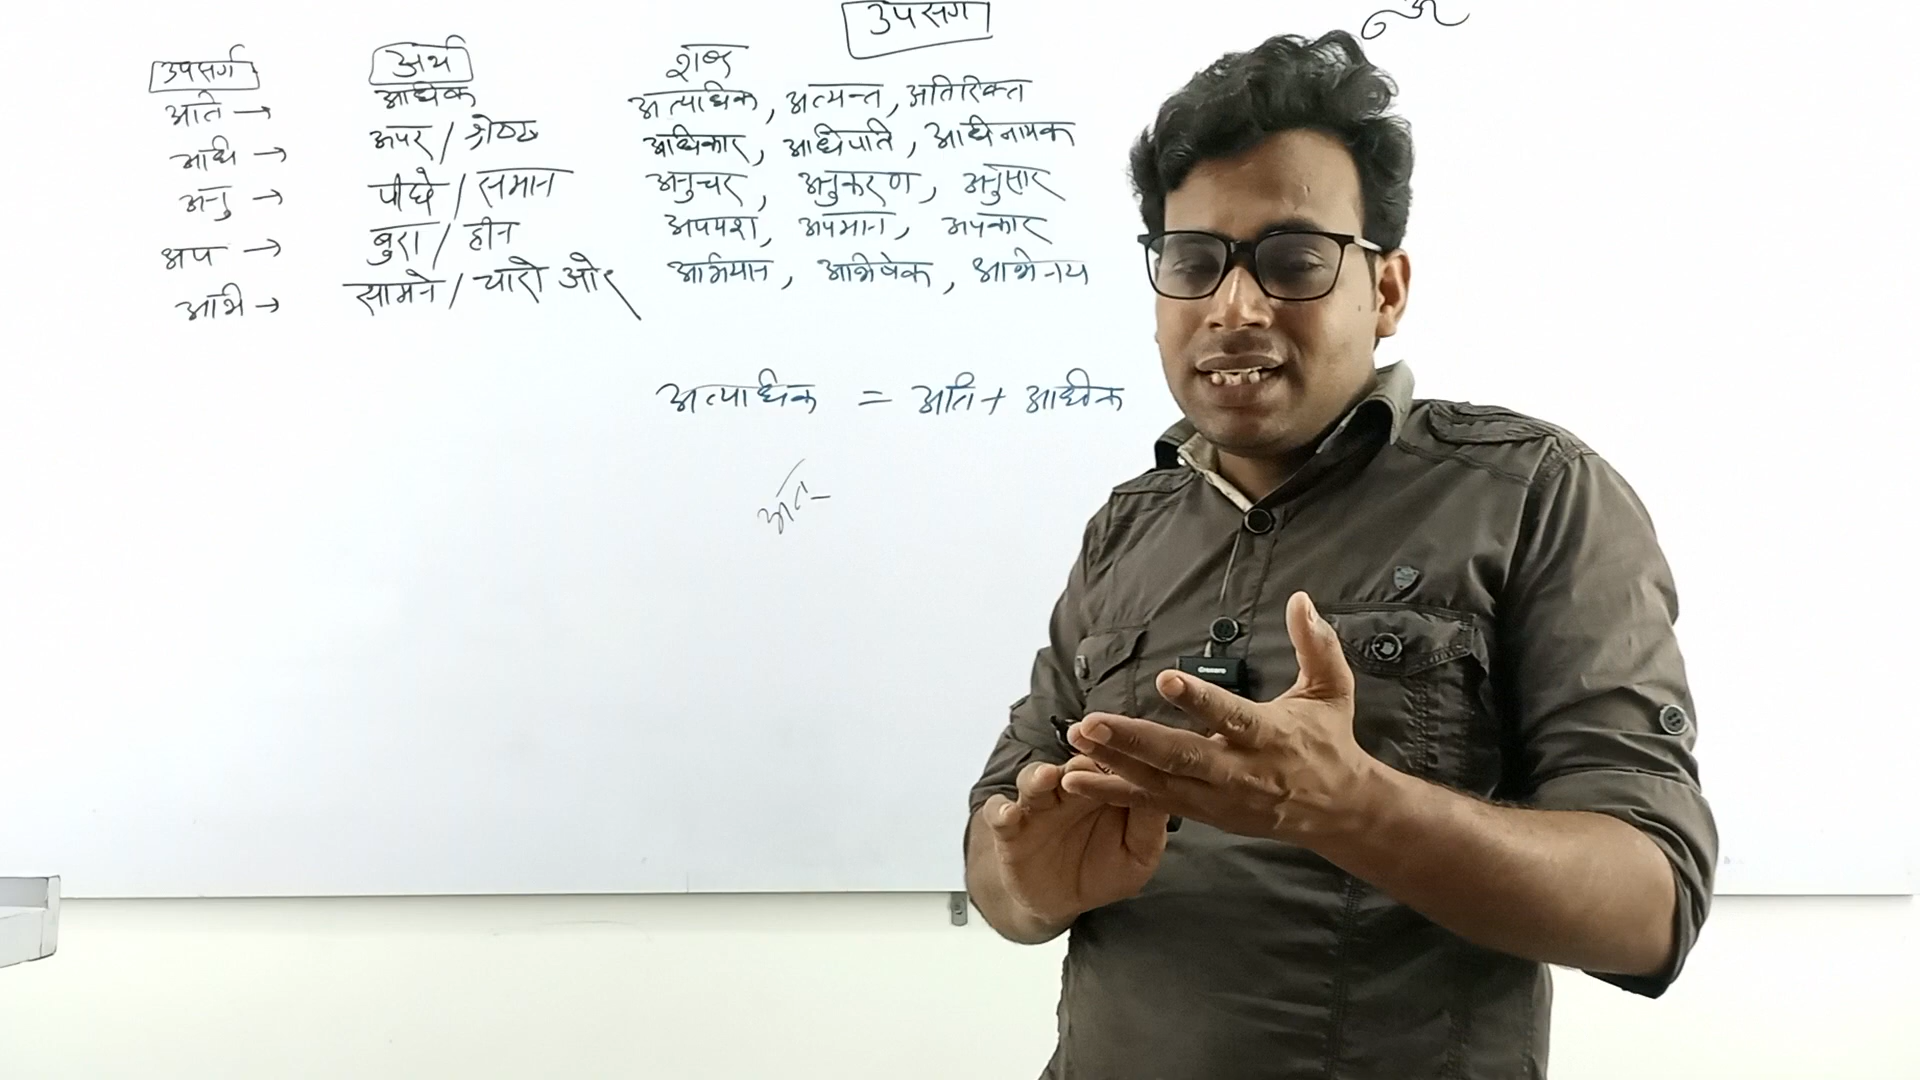 उपसर्ग
उपसर्ग अर्थ शब्द
अति → अधिक अत्याधिक, अत्यन्त, अतिरिक्त
अधि → ऊपर / श्रेष्ठ अधिकार, अधिपति, अधिनायक
अनु → पीछे / समान अनुचर, अनुकरण, अनुसार
अप → बुरा / हीन अपयश, अपमान, अपकार
अभि → सामने / चारो ओर अभियान, अभिषेक, अभिनय
अत्याधिक = अति + अधिक